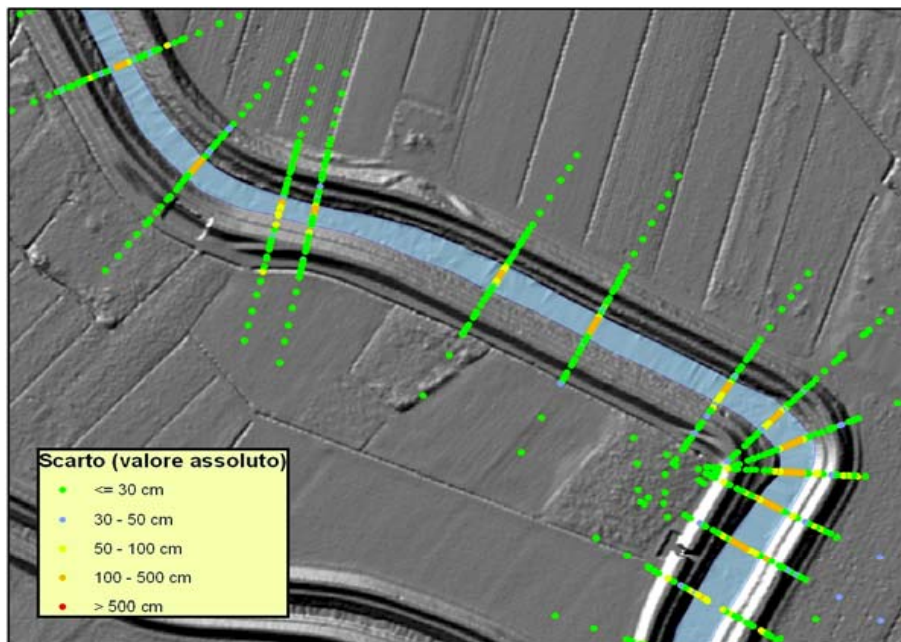 Scarto (valore assoluto)
<= 30 cm
30 - 50 cm
50 - 100 cm
100 - 500 cm
> 500 cm